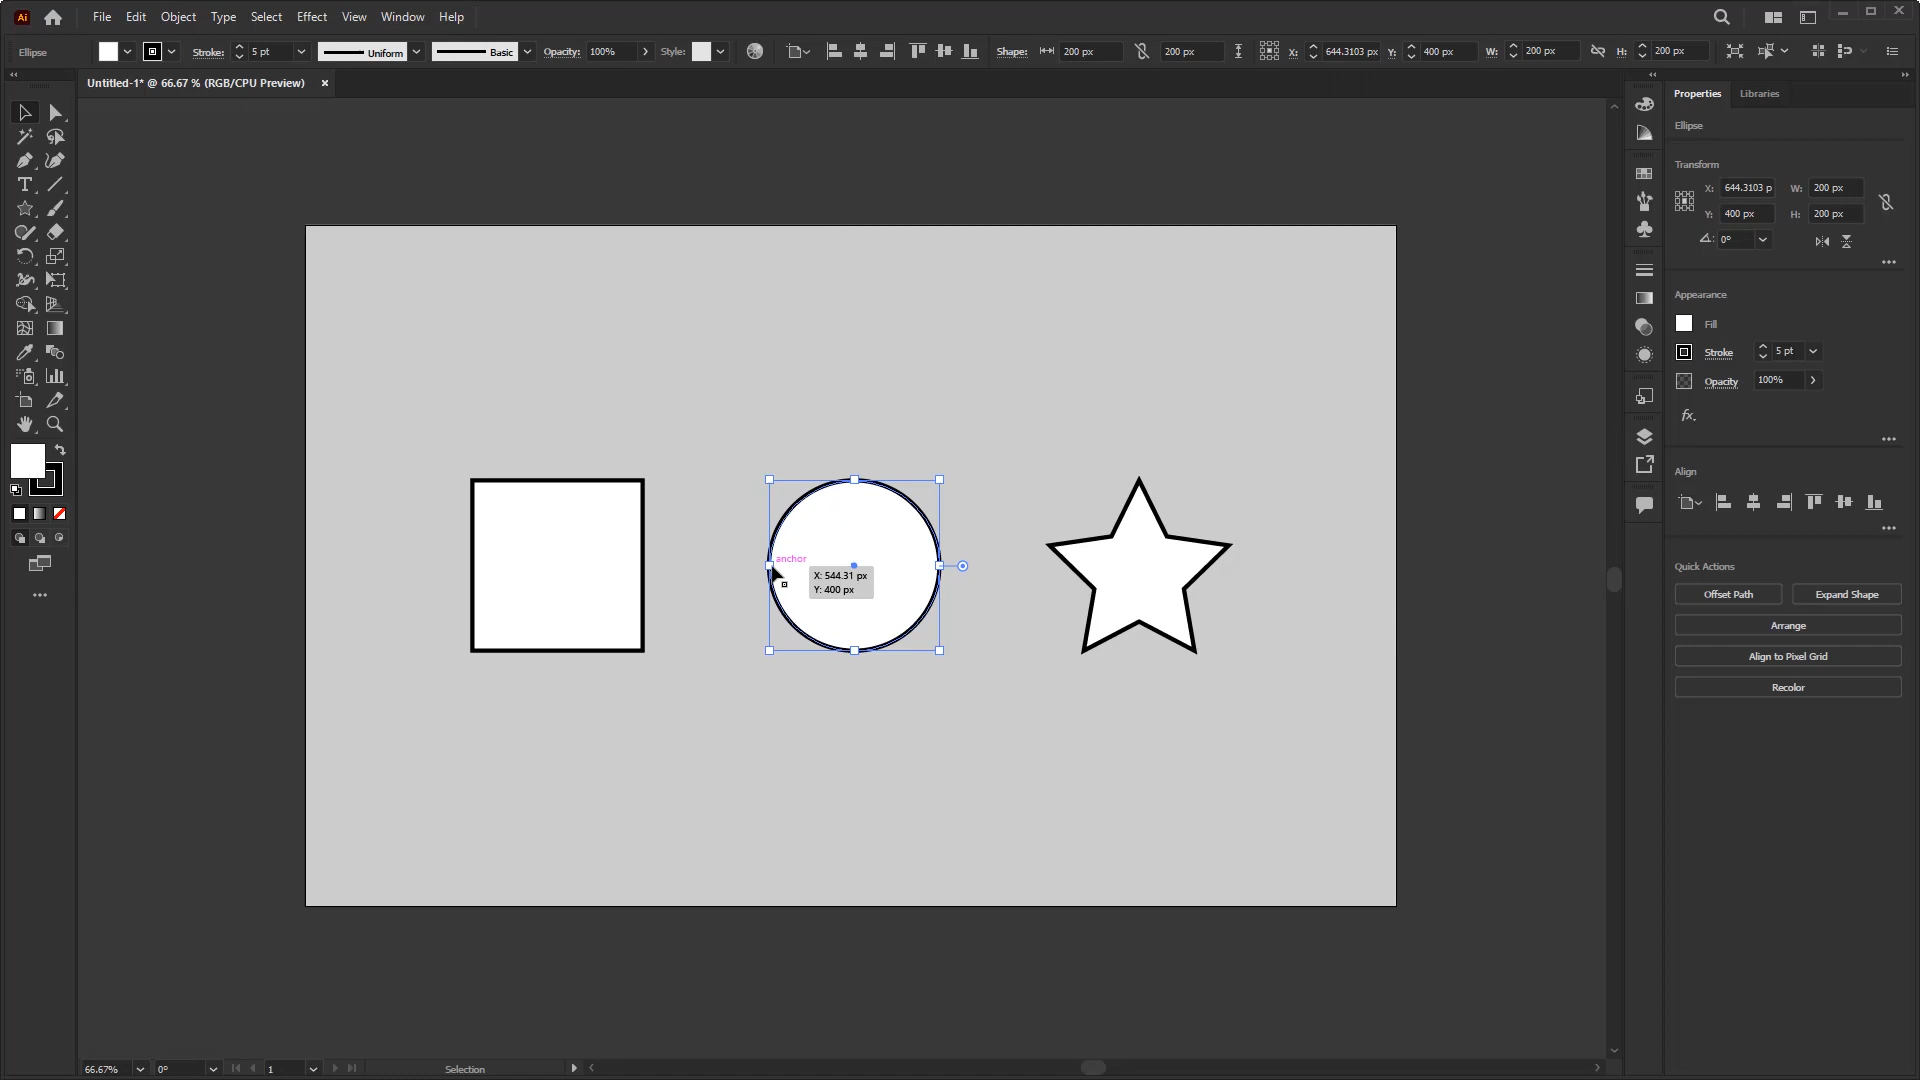 Ai File Edit Object Type Select Effect View Window Help
Ellipse Stroke: 5 pt Uniform Basic Opacity: 100% Style: Shape: 200 px 200 px X: 644.3103 px Y: 400 px W: 200 px H: 200 px
Untitled-1* @ 66.67 % (RGB/CPU Preview) ×
Properties Libraries
Ellipse
Transform
X: 644.3103 p W: 200 px
Y: 400 px H: 200 px
0°
Appearance
Fill
Stroke 5 pt
Opacity 100%
fx.
Align
Quick Actions
Offset Path Expand Shape
Arrange
Align to Pixel Grid
Recolor
anchor
X: 544.31 px
Y: 400 px
66.67% 0° 1 Selection